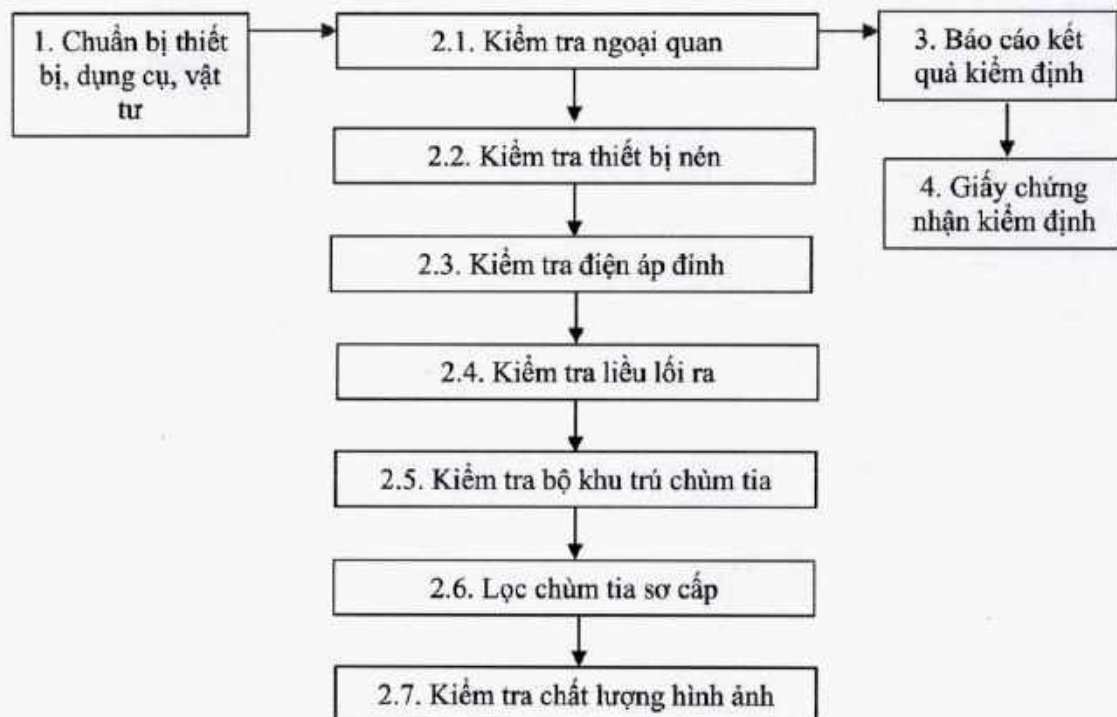 1. Chuẩn bị thiết
bị, dụng cụ, vật
tư
2.1. Kiểm tra ngoại quan
2.2. Kiểm tra thiết bị nén
2.3. Kiểm tra điện áp đỉnh
2.4. Kiểm tra liều lối ra
2.5. Kiểm tra bộ khu trú chùm tia
2.6. Lọc chùm tia sơ cấp
2.7. Kiểm tra chất lượng hình ảnh
3. Báo cáo kết
quả kiểm định
4. Giấy chứng
nhận kiểm định